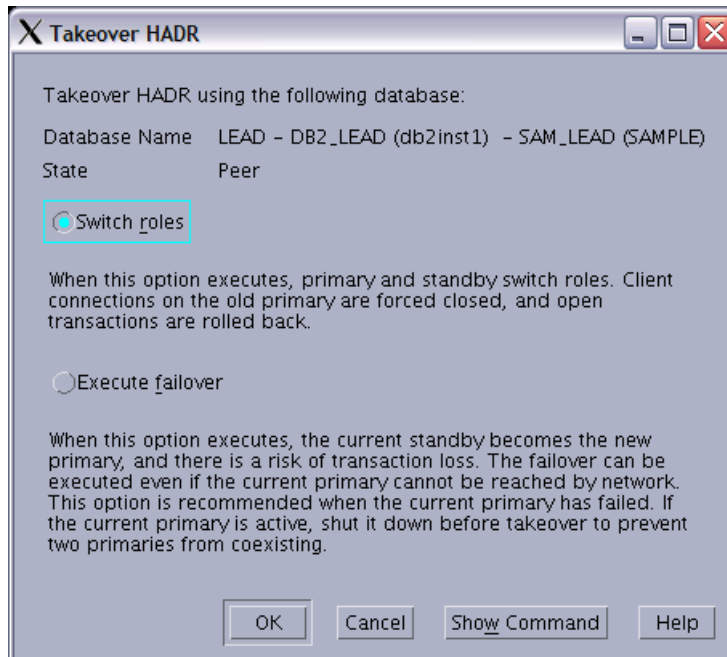 Takeover HADR
Takeover HADR using the following database:
Database Name LEAD - DB2_LEAD (db2inst1) - SAM_LEAD (SAMPLE)
State Peer
Switch roles
When this option executes, primary and standby switch roles. Client
connections on the old primary are forced closed, and open
transactions are rolled back.
Execute failover
When this option executes, the current standby becomes the new
primary, and there is a risk of transaction loss. The failover can be
executed even if the current primary cannot be reached by network.
This option is recommended when the current primary has failed. If
the current primary is active, shut it down before takeover to prevent
two primaries from coexisting.
OK Cancel Show Command Help